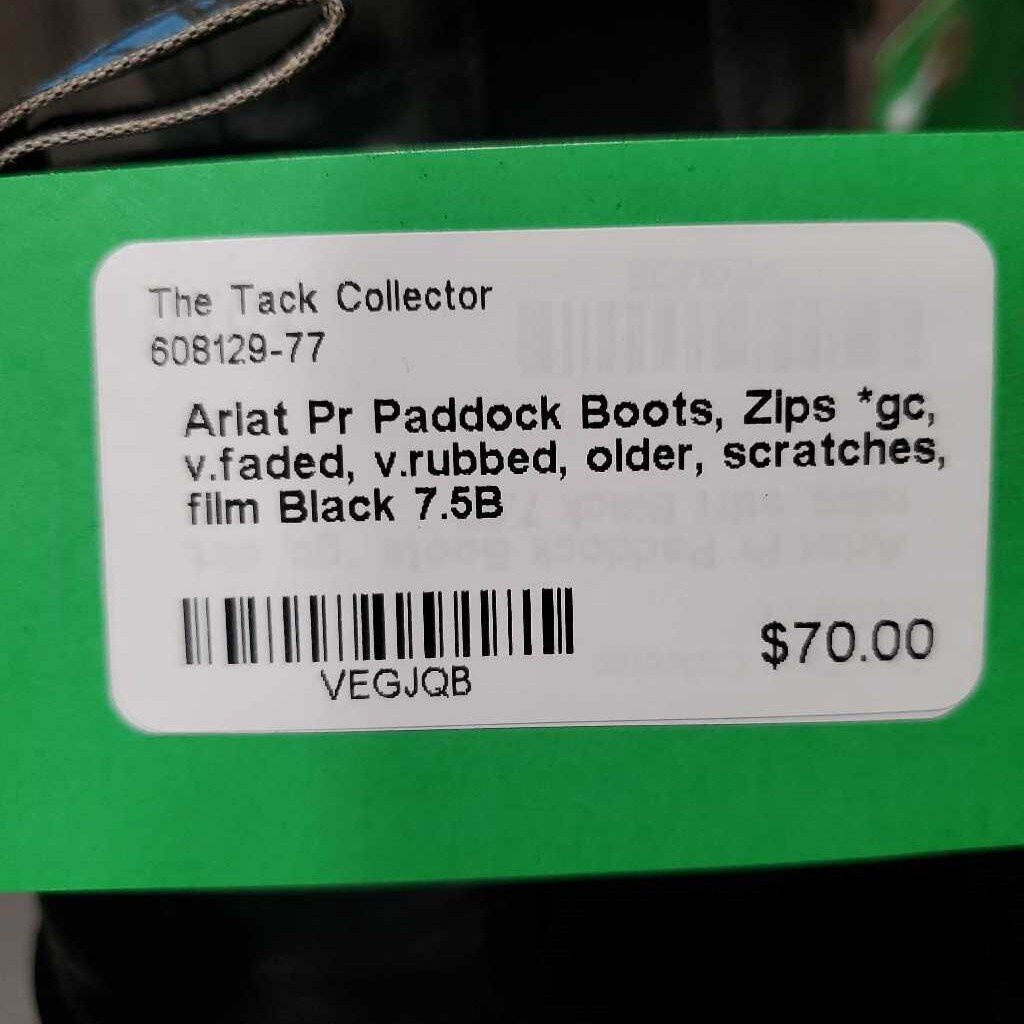 The Tack Collector
608129-77
Ariat Pr Paddock Boots, Zips *gc,
v.faded, v.rubbed, older, scratches,
film Black 7.5B
VEGJQB
$70.00